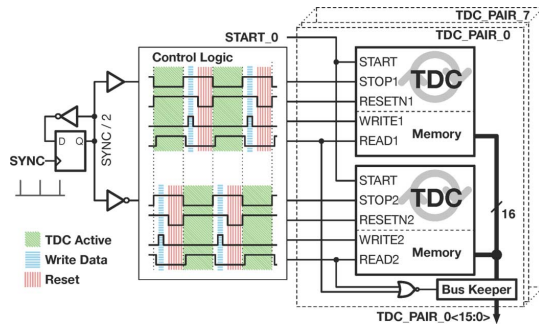 TDC_PAIR_7
TDC_PAIR_0
START_0
Control Logic
START
STOP1
RESETN1
WRITE1
READ1
TDC
Memory
SYNC / 2
D Q
SYNC
START
STOP2
RESETN2
WRITE2
READ2
TDC
Memory
16
TDC Active
Write Data
Reset
Bus Keeper
TDC_PAIR_0<15:0>